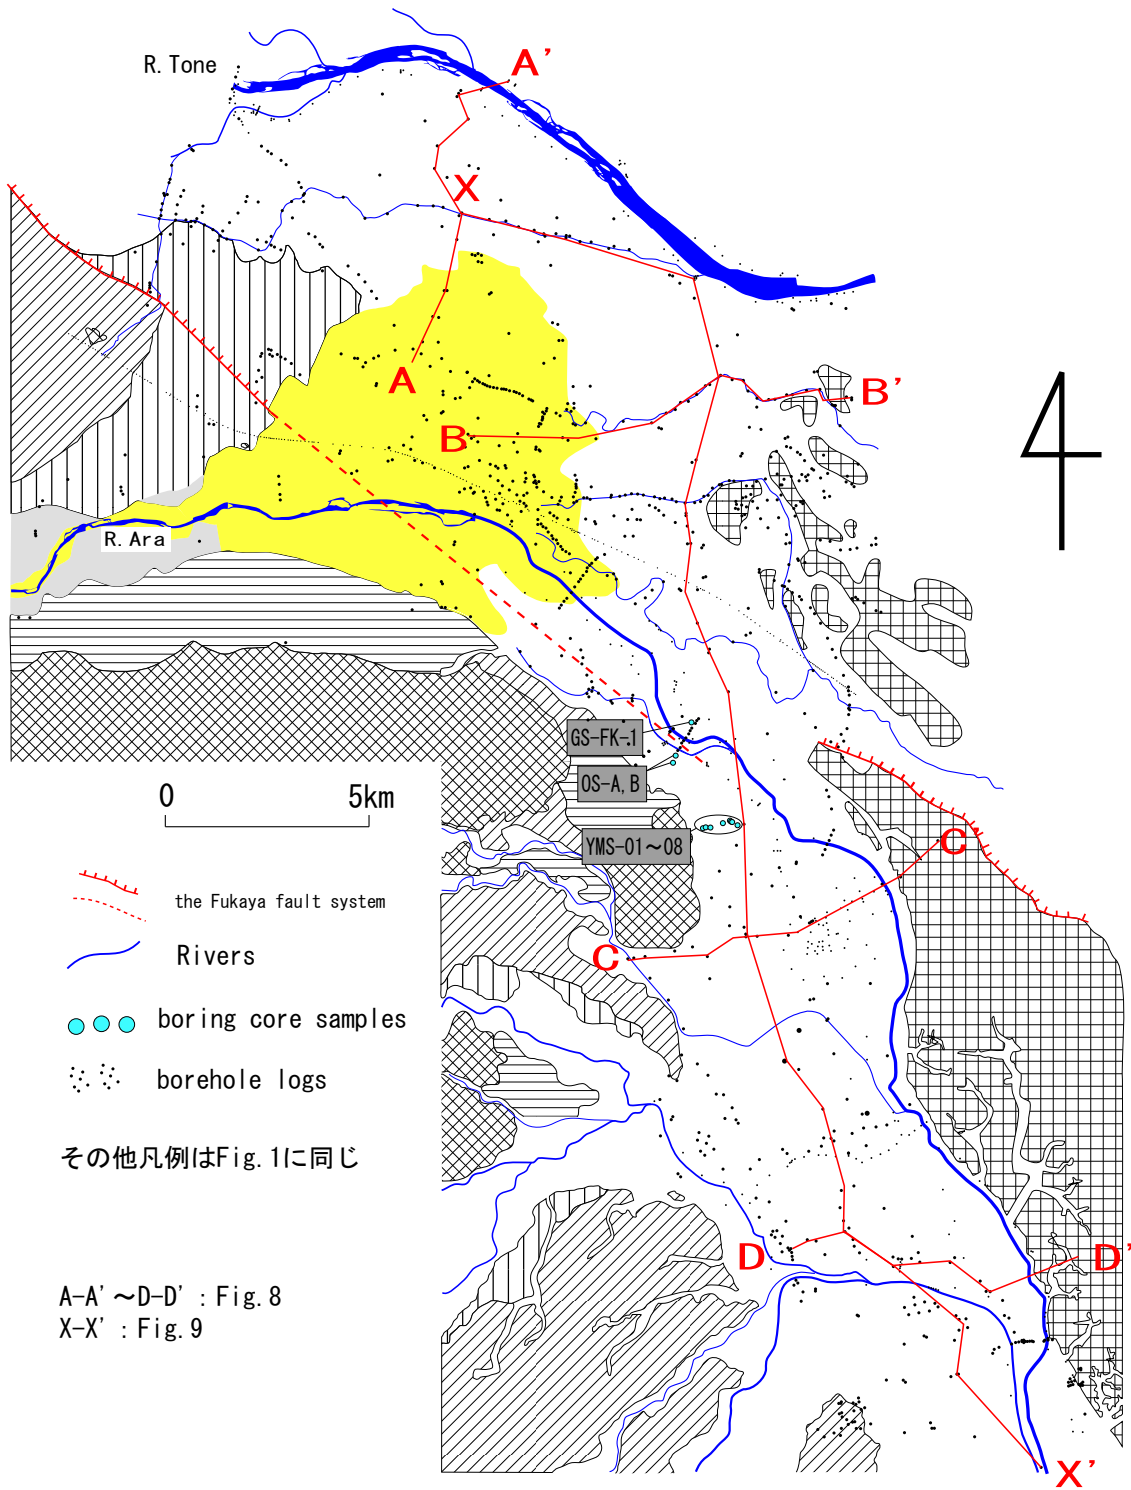 R. Tone
A'
X
A
B
B'
R. Ara
GS-FK-1
OS-A, B
YMS-01～08
0 5km
C
C
the Fukaya fault system
Rivers
boring core samples
borehole logs
その他凡例はFig. 1に同じ
D
D'
A-A' ～D-D' : Fig. 8
X-X' : Fig. 9
X'